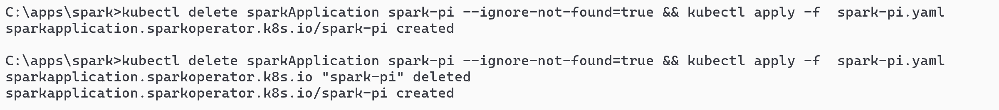 C:\apps\spark>kubectl delete sparkApplication spark-pi --ignore-not-found=true && kubectl apply -f  spark-pi.yaml
sparkapplication.sparkoperator.k8s.io/spark-pi created
C:\apps\spark>kubectl delete sparkApplication spark-pi --ignore-not-found=true && kubectl apply -f  spark-pi.yaml
sparkapplication.sparkoperator.k8s.io "spark-pi" deleted
sparkapplication.sparkoperator.k8s.io/spark-pi created